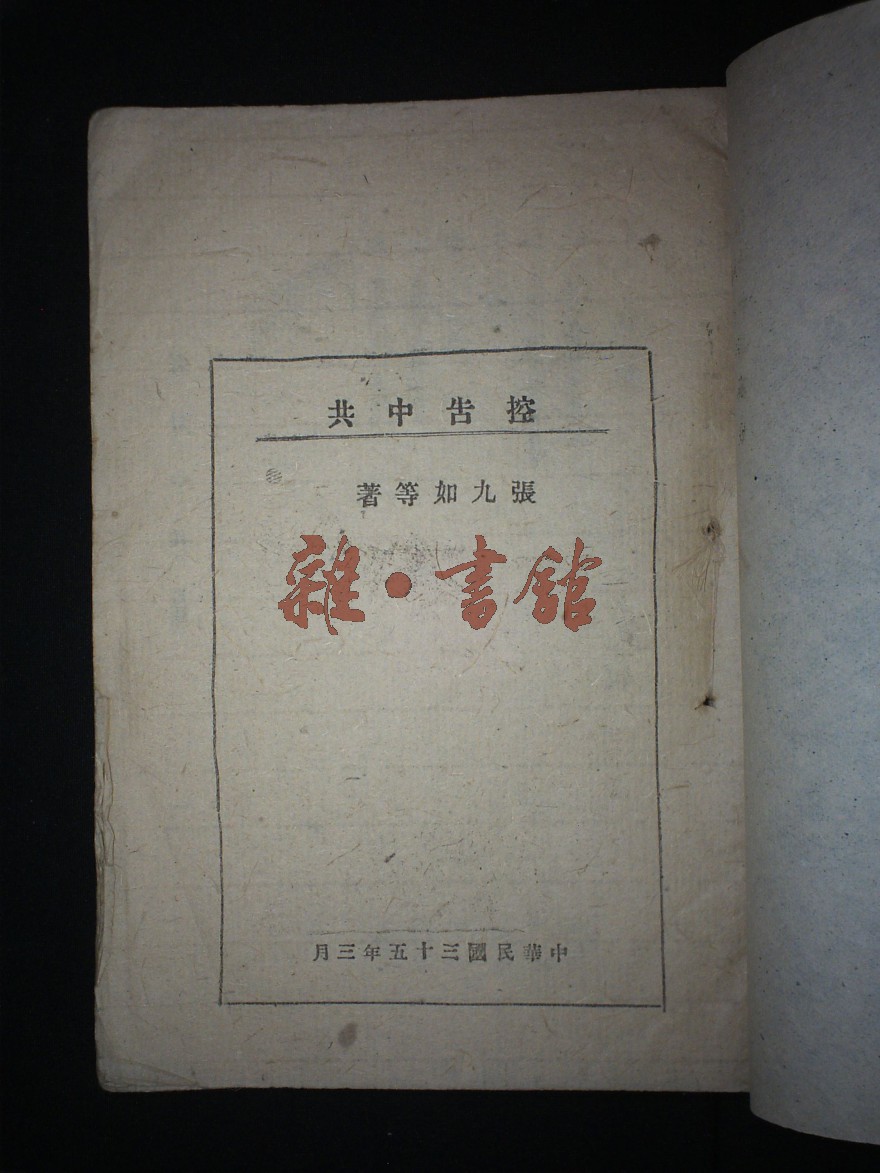 控告中共
張九如等著
雜·書館
中華民國三十五年三月